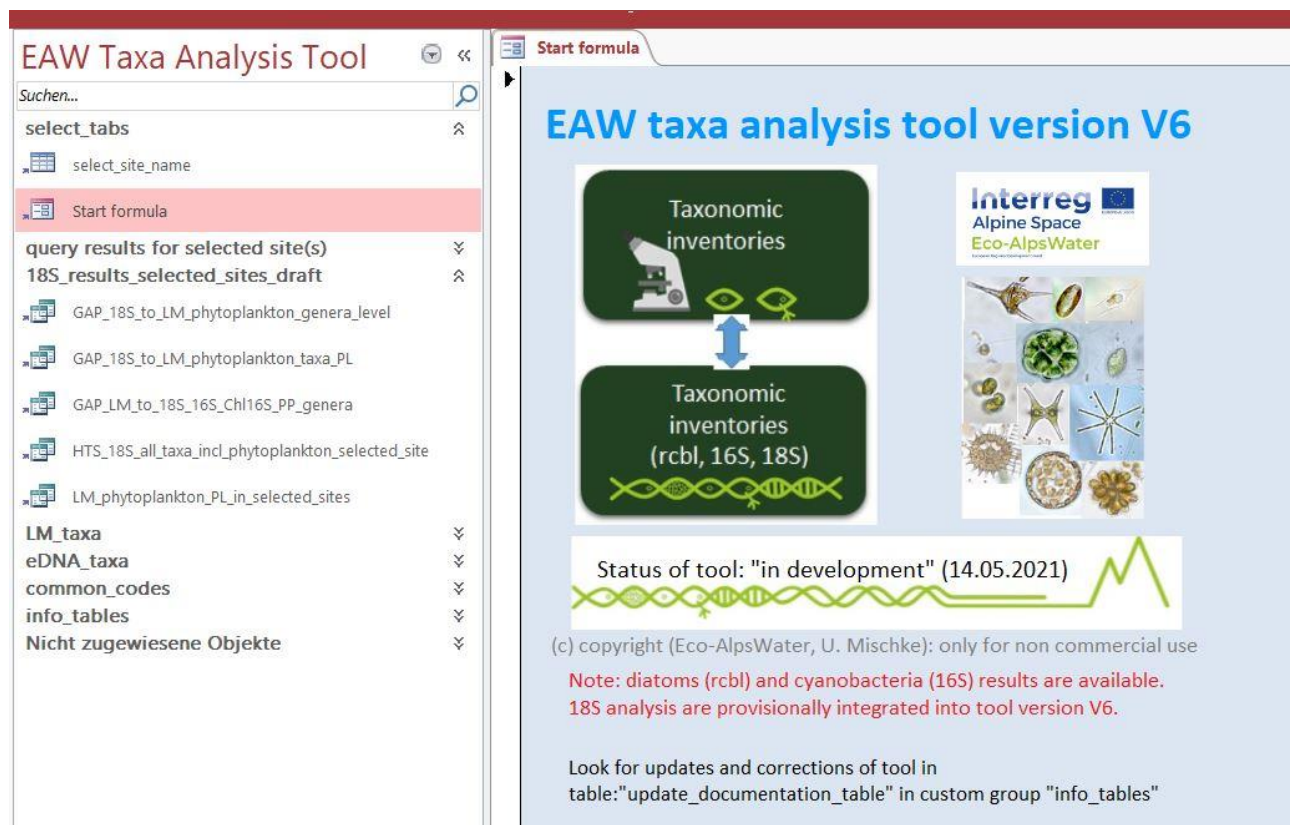 EAW Taxa Analysis Tool
Suchen...
select_tabs
select_site_name
Start formula
query results for selected site(s)
18S_results_selected_sites_draft
GAP_18S_to_LM_phytoplankton_genera_level
GAP_18S_to_LM_phytoplankton_taxa_PL
GAP_LM_to_18S_16S_Chl16S_PP_genera
HTS_18S_all_taxa_incl_phytoplankton_selected_site
LM_phytoplankton_PL_in_selected_sites
LM_taxa
eDNA_taxa
common_codes
info_tables
Nicht zugewiesene Objekte
Start formula
EAW taxa analysis tool version V6
Taxonomic
inventories
Taxonomic
inventories
(rcbl, 16S, 18S)
Interreg
Alpine Space
Eco-AlpsWater
Status of tool: "in development" (14.05.2021)
(c) copyright (Eco-AlpsWater, U. Mischke): only for non commercial use
Note: diatoms (rcbl) and cyanobacteria (16S) results are available.
18S analysis are provisionally integrated into tool version V6.
Look for updates and corrections of tool in
table:"update_documentation_table" in custom group "info_tables"